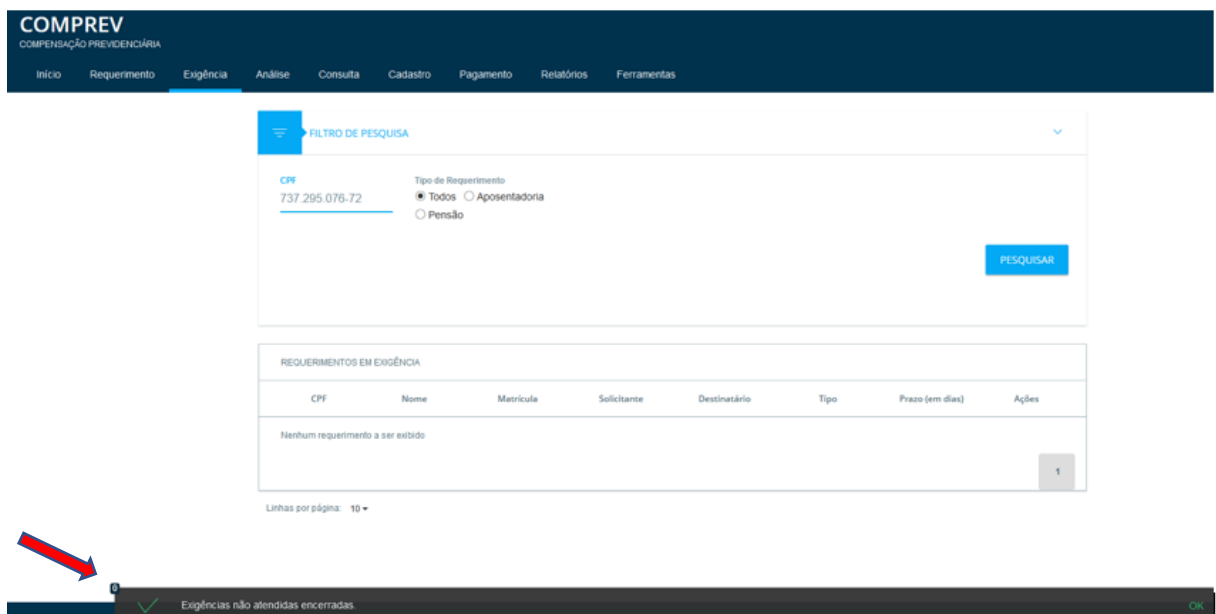 COMPREV
COMPENSAÇÃO PREVIDENCIÁRIA
Início Requerimento Exigência Análise Consulta Cadastro Pagamento Relatórios Ferramentas
FILTRO DE PESQUISA
CPF Tipo de Requerimento
737.295.076-72 Todos Aposentadoria
Pensão
PESQUISAR
REQUERIMENTOS EM EXIGÊNCIA
CPF Nome Matrícula Solicitante Destinatário Tipo Prazo (em dias) Ações
Nenhum requerimento a ser exibido
1
Linhas por página: 10
Exigências não atendidas encerradas. OK